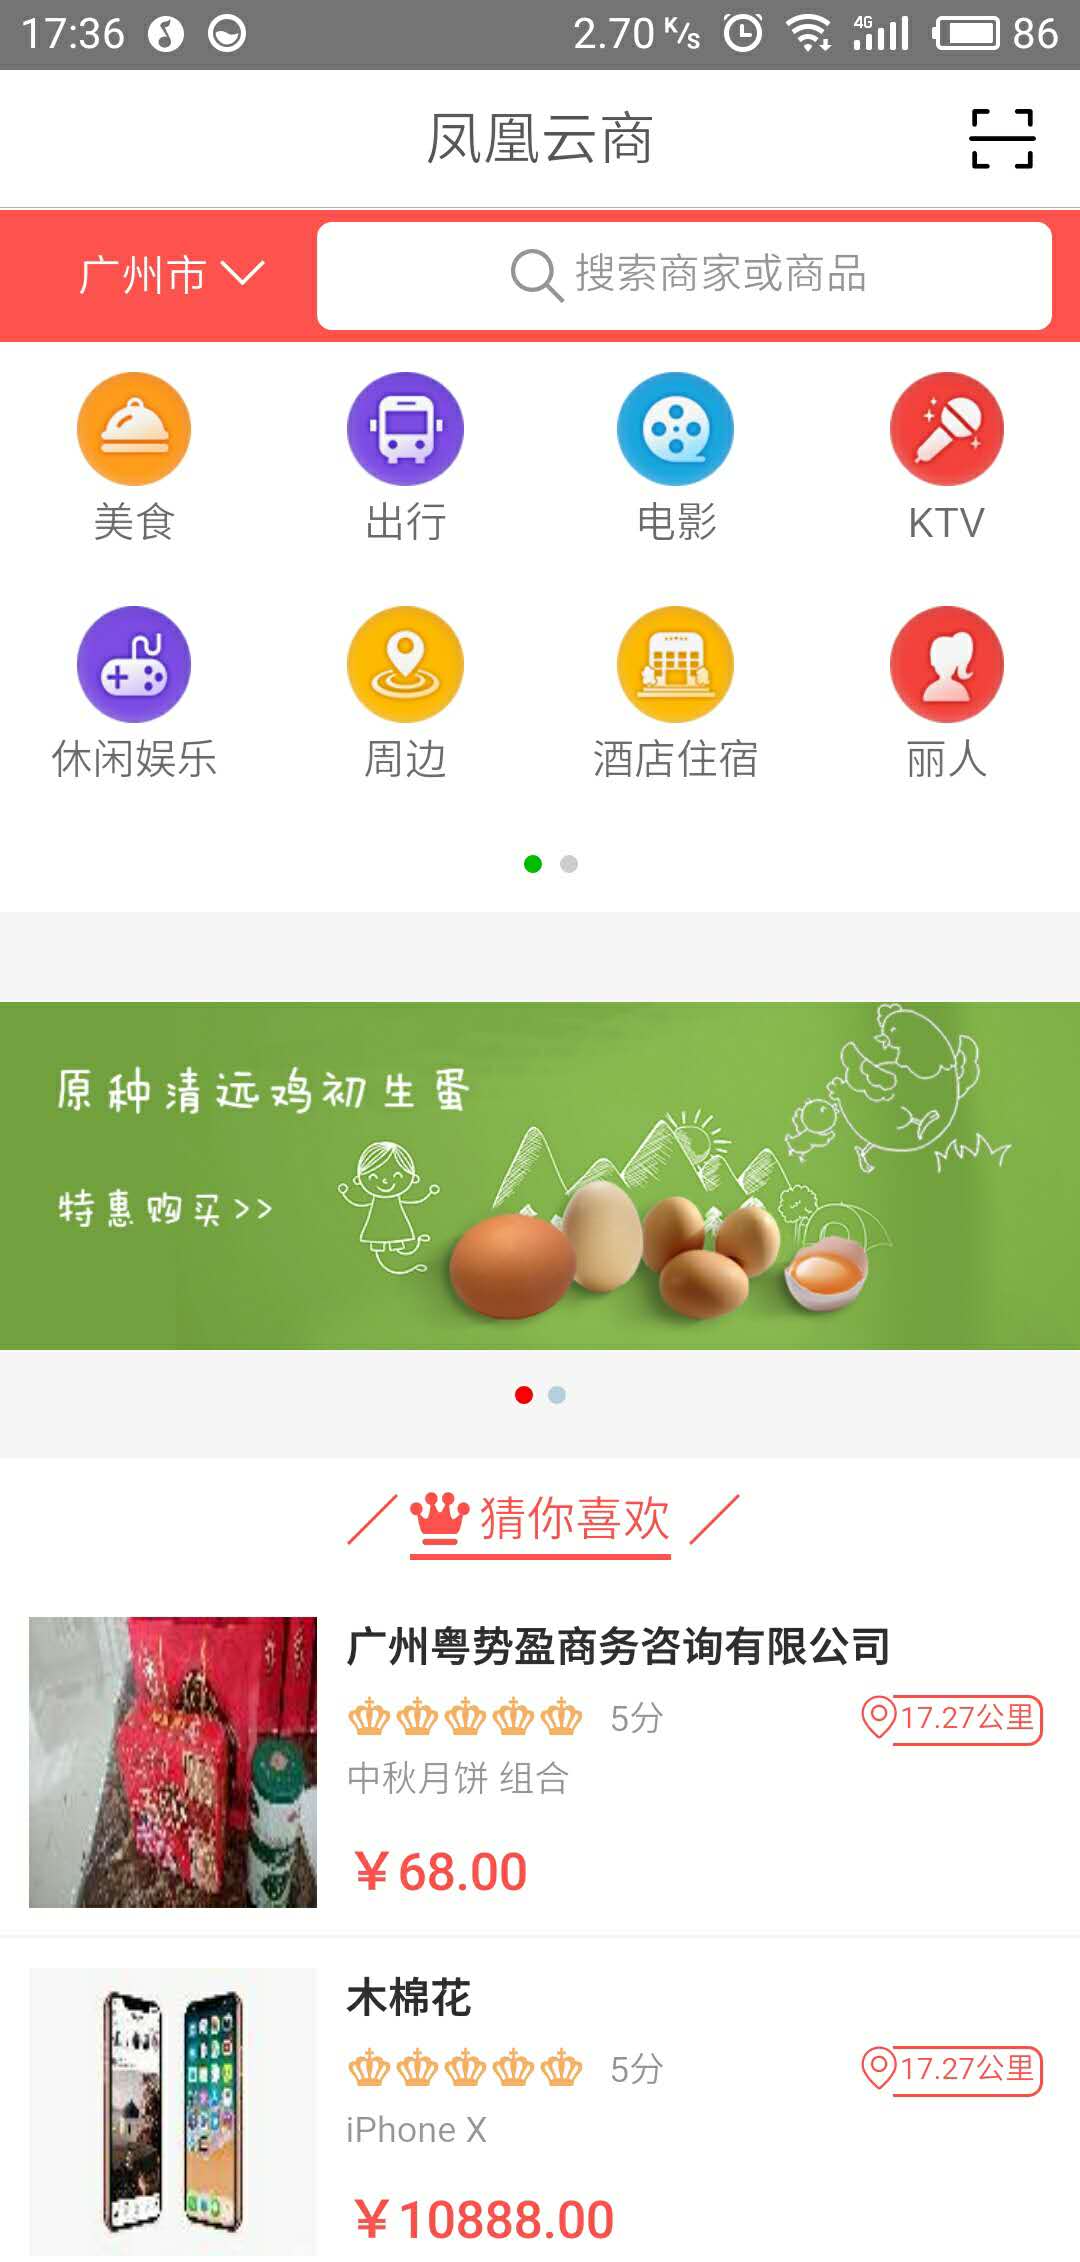 17:36 2.70 K/s 4G 86
凤凰云商
广州市 搜索商家或商品
美食 出行 电影 KTV
休闲娱乐 周边 酒店住宿 丽人
原种清远鸡初生蛋
特惠购买>>
猜你喜欢
广州粤势盈商务咨询有限公司
5分 17.27公里
中秋月饼 组合
￥68.00
木棉花
5分 17.27公里
iPhone X
￥10888.00